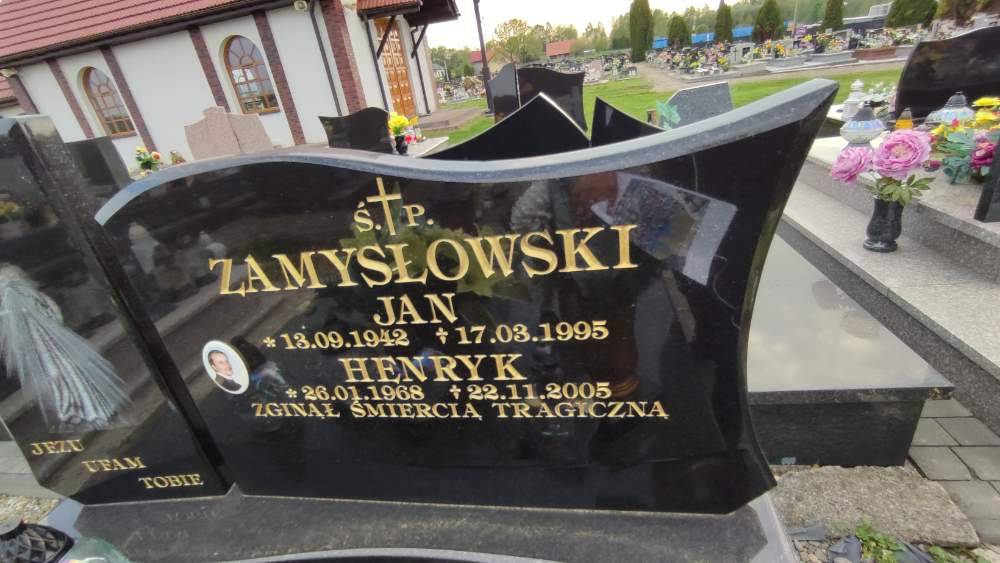 Ś.†P.
ZAMYSŁOWSKI
JAN
* 13.09.1942 † 17.03.1995
HENRYK
* 26.01.1968 † 22.11.2005
ZGINĄŁ ŚMIERCIĄ TRAGICZNĄ
JEZU
UFAM
TOBIE